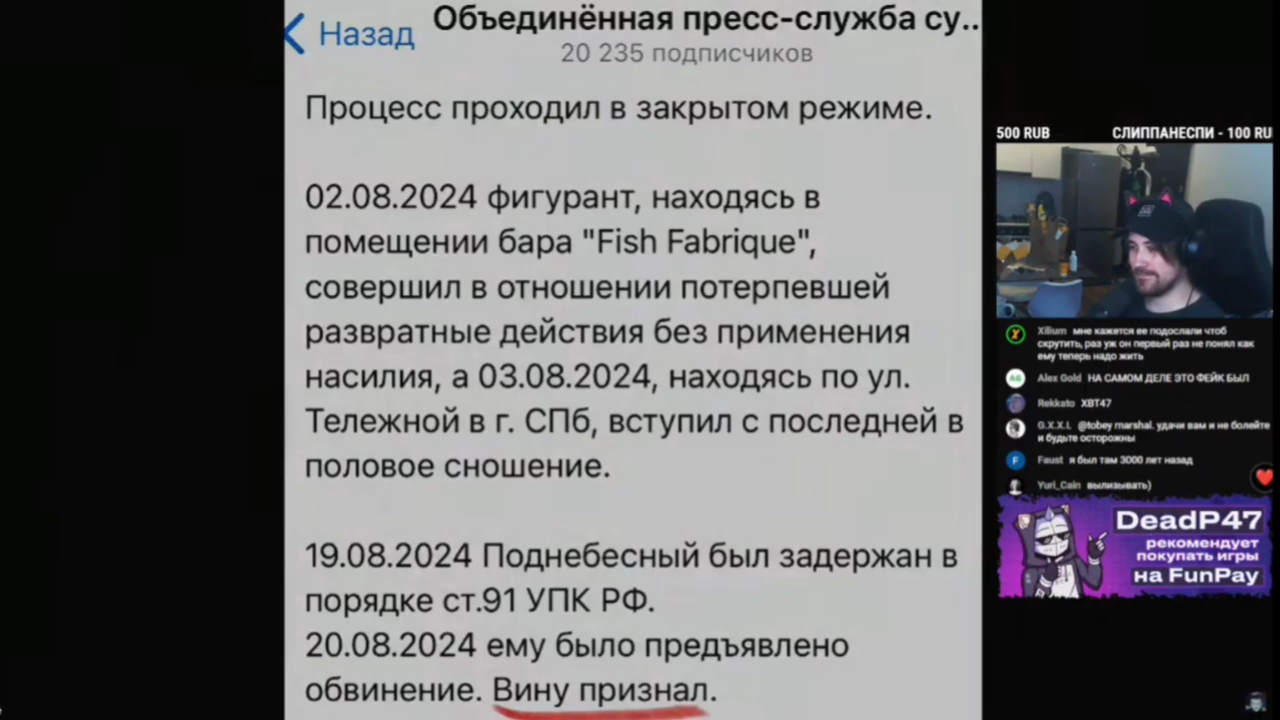 Назад
Объединённая пресс-служба су...
20 235 подписчиков
Процесс проходил в закрытом режиме.
02.08.2024 фигурант, находясь в
помещении бара "Fish Fabrique",
совершил в отношении потерпевшей
развратные действия без применения
насилия, а 03.08.2024, находясь по ул.
Тележной в г. СПб, вступил с последней в
половое сношение.
19.08.2024 Поднебесный был задержан в
порядке ст.91 УПК РФ.
20.08.2024 ему было предъявлено
обвинение. Вину признал.
500 RUB
СЛИППАНЕСПИ - 100 RU
Xilium мне кажется ее подослали чтоб
скрутить, раз уж он первый раз не понял как
ему теперь надо жить
AG
Alex Gold НА САМОМ ДЕЛЕ ЭТО ФЕЙК БЫЛ
Rekkato ХВТ47
G.X.X.L @tobey marshal. удачи вам и не болейте
и будьте осторожны
F
Faust я был там 3000 лет назад
Yuri_Cain вылизывать)
DeadP47
рекомендует
покупать игры
на FunPay